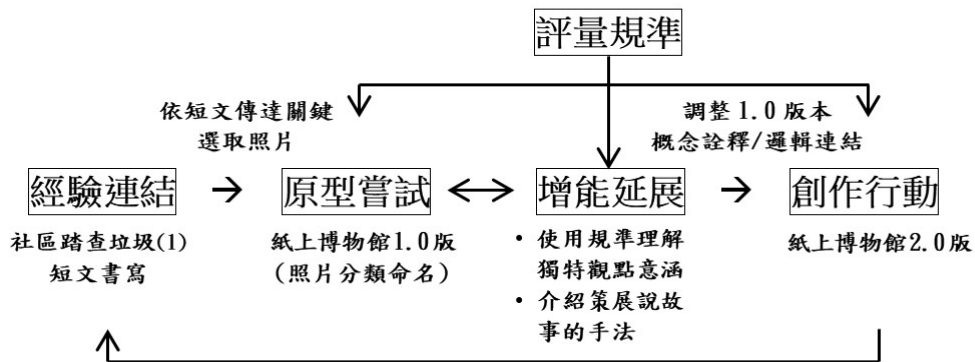 評量規準
依短文傳達關鍵
選取照片
調整1.0版本
概念詮釋/邏輯連結
經驗連結
原型嘗試
增能延展
創作行動
社區踏查垃圾(1)
短文書寫
紙上博物館1.0版
(照片分類命名)
• 使用規準理解
獨特觀點意涵
• 介紹策展說故
事的手法
紙上博物館2.0版